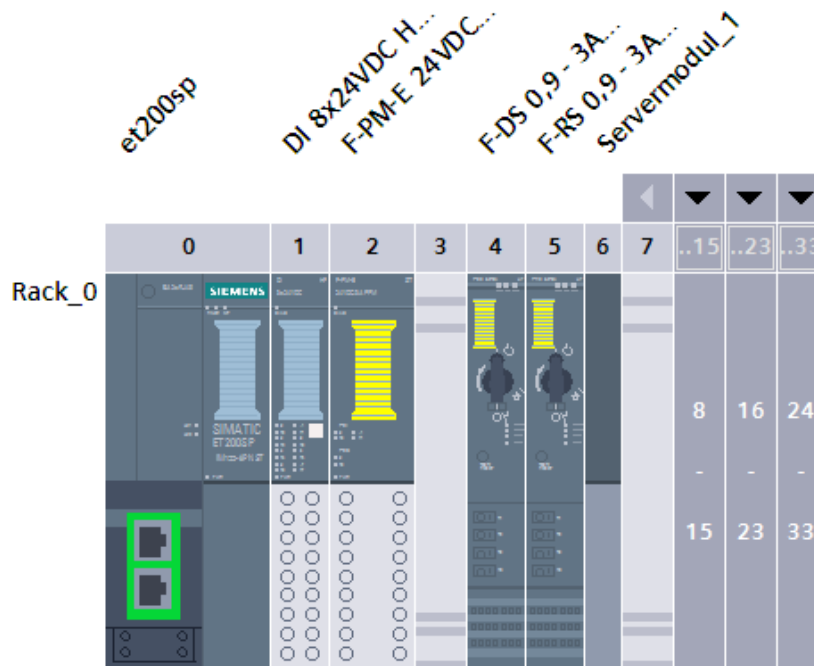 et200sp
DI 8x24VDC H...
F-PM-E 24VDC...
F-DS 0,9 - 3A...
F-RS 0,9 - 3A...
Servermodul_1
0 1 2 3 4 5 6 7 ..15 ..23 ..33
Rack_0
SIEMENS
SIMATIC
ET 200SP
8 16 24
- - -
15 23 33